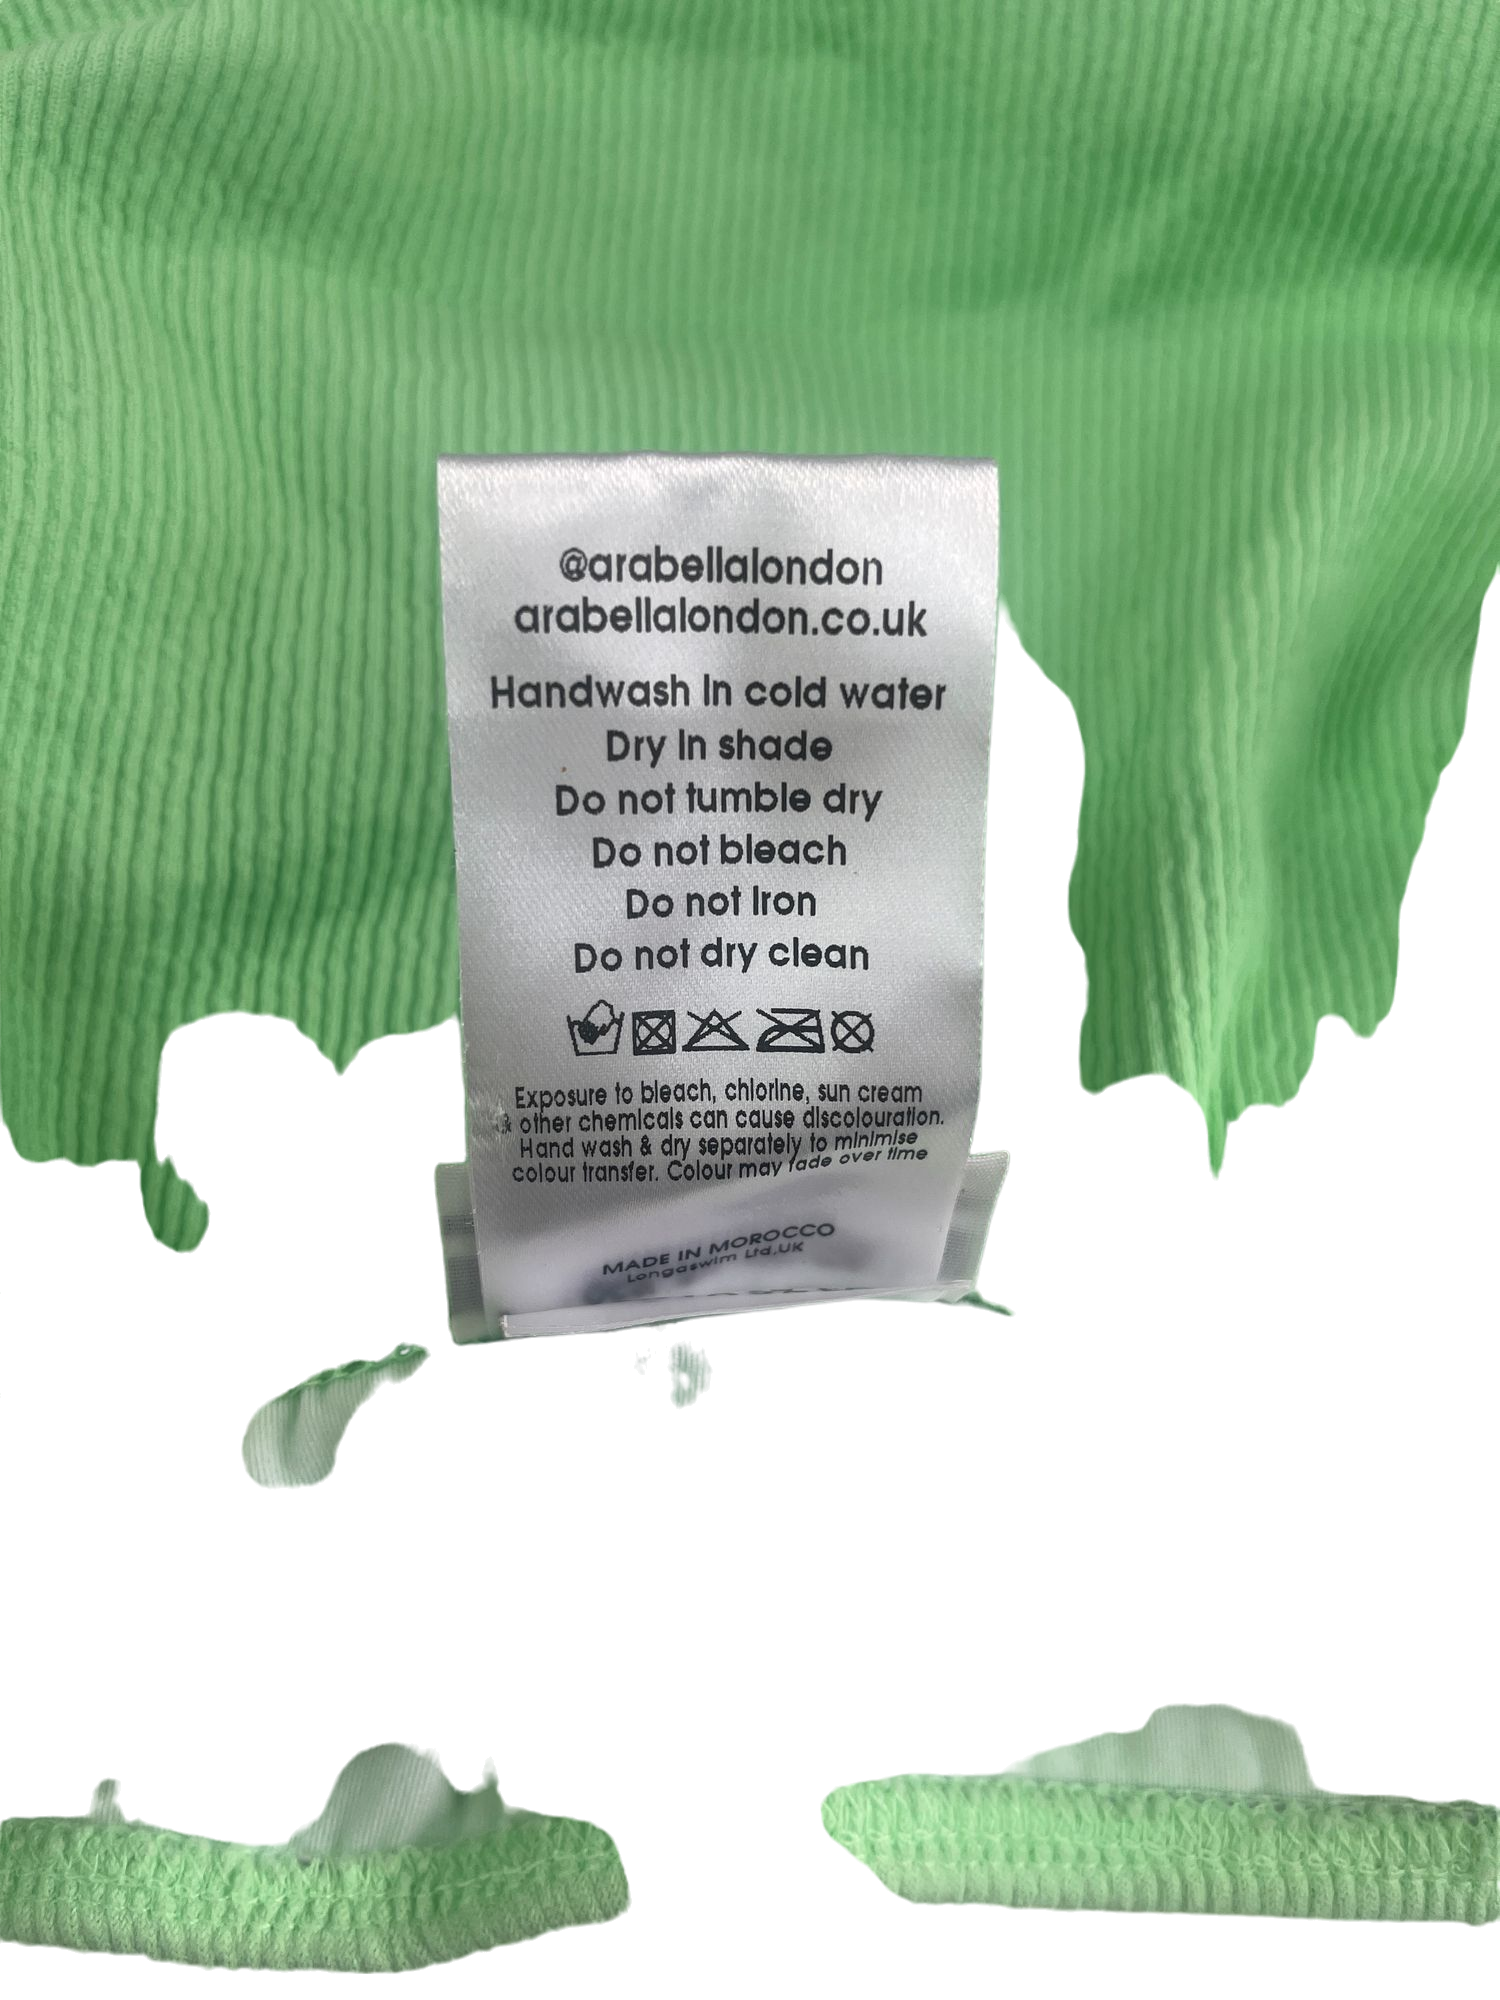 @arabellalondon
arabellalondon.co.uk
Handwash In cold water
Dry In shade
Do not tumble dry
Do not bleach
Do not Iron
Do not dry clean
Exposure to bleach, chlorine, sun cream
& other chemicals can cause discolouration.
Hand wash & dry separately to minimise
colour transfer. Colour may fade over time
MADE IN MOROCCO
Longaswim Ltd,UK